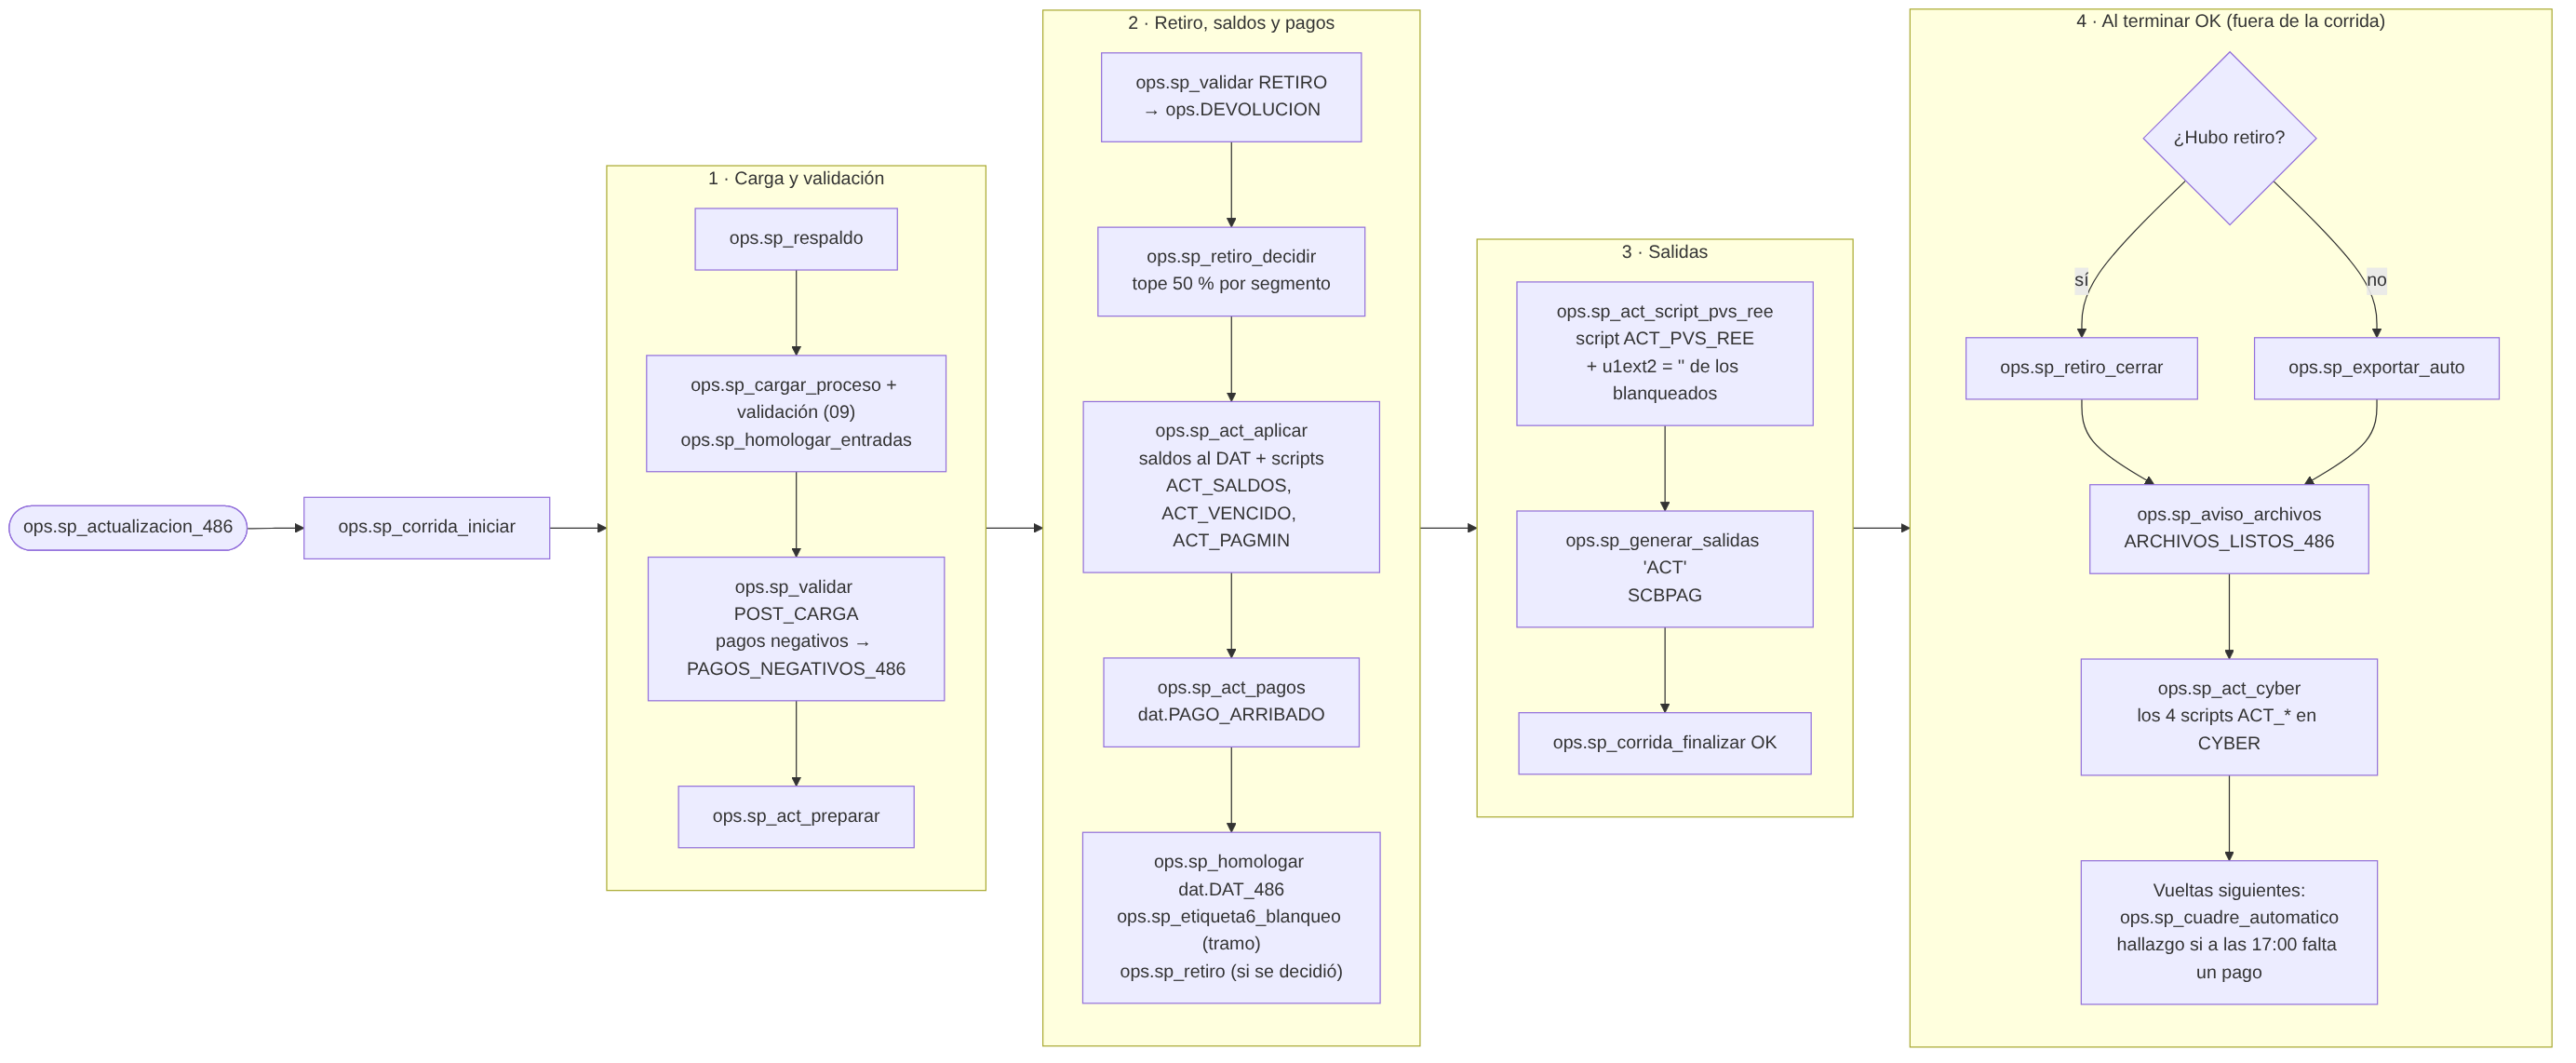 ops.sp_actualizacion_486
ops.sp_corrida_iniciar
1 · Carga y validación
ops.sp_respaldo
ops.sp_cargar_proceso +
validación (09)
ops.sp_homologar_entradas
ops.sp_validar
POST_CARGA
pagos negativos →
PAGOS_NEGATIVOS_486
ops.sp_act_preparar
2 · Retiro, saldos y pagos
ops.sp_validar RETIRO
→ ops.DEVOLUCION
ops.sp_retiro_decidir
tope 50 % por segmento
ops.sp_act_aplicar
saldos al DAT + scripts
ACT_SALDOS,
ACT_VENCIDO,
ACT_PAGMIN
ops.sp_act_pagos
dat.PAGO_ARRIBADO
ops.sp_homologar
dat.DAT_486
ops.sp_etiqueta6_blanqueo
(tramo)
ops.sp_retiro (si se decidió)
3 · Salidas
ops.sp_act_script_pvs_ree
script ACT_PVS_REE
+ u1ext2 = '' de los
blanqueados
ops.sp_generar_salidas
'ACT'
SCBPAG
ops.sp_corrida_finalizar OK
4 · Al terminar OK (fuera de la corrida)
¿Hubo retiro?
sí
no
ops.sp_retiro_cerrar
ops.sp_exportar_auto
ops.sp_aviso_archivos
ARCHIVOS_LISTOS_486
ops.sp_act_cyber
los 4 scripts ACT_* en
CYBER
Vueltas siguientes:
ops.sp_cuadre_automatico
hallazgo si a las 17:00 falta
un pago